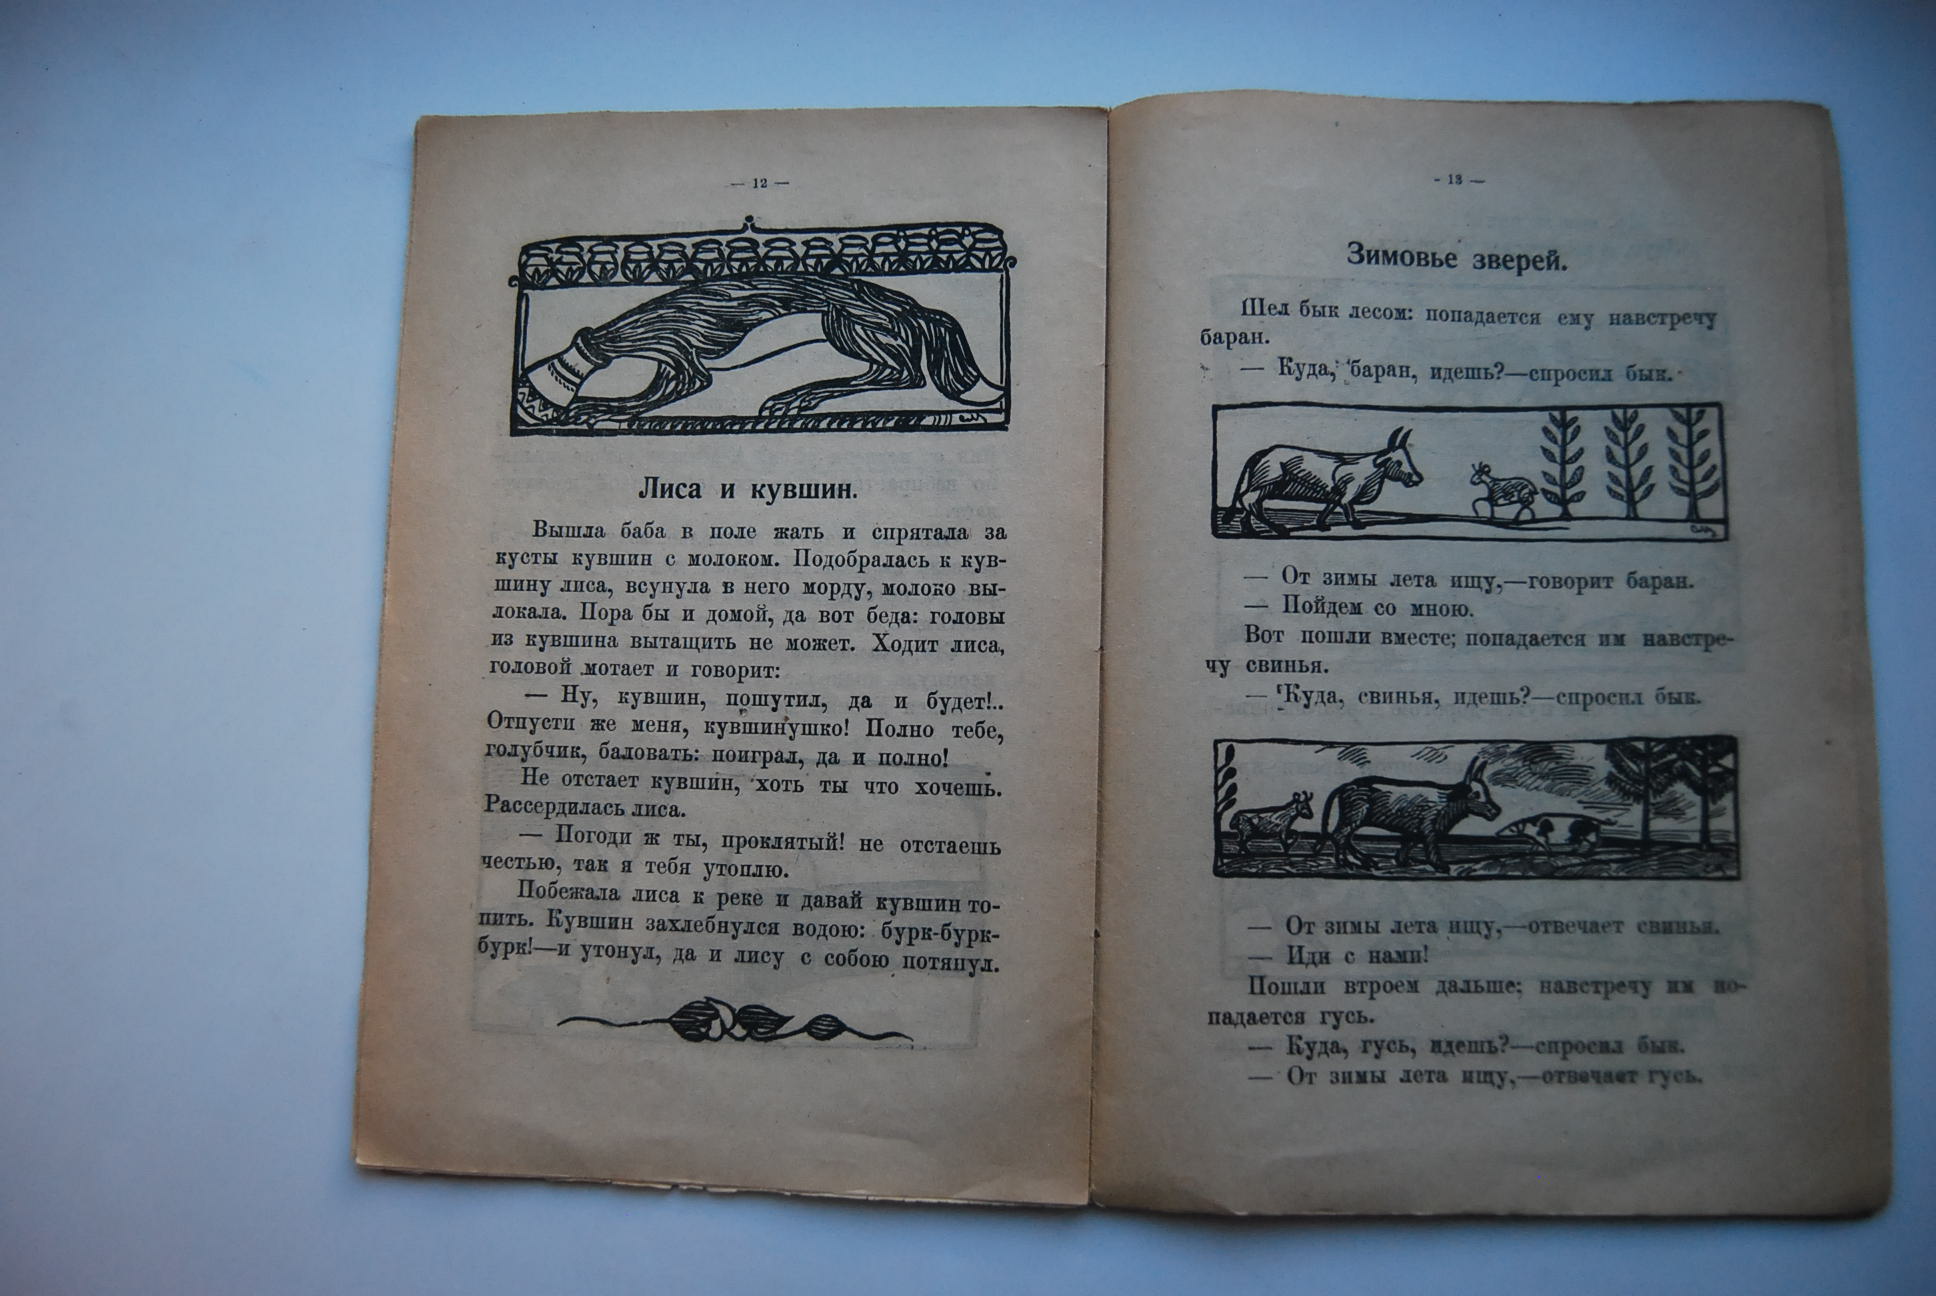 — 12 —
Лиса и кувшин.
Вышла баба в поле жать и спрятала за
кусты кувшин с молоком. Подобралась к кув-
шину лиса, всунула в него морду, молоко вы-
локала. Пора бы и домой, да вот беда: головы
из кувшина вытащить не может. Ходит лиса,
головой мотает и говорит:
— Ну, кувшин, пошутил, да и будет!..
Отпусти же меня, кувшинушко! Полно тебе,
голубчик, баловать: поиграл, да и полно!
Не отстает кувшин, хоть ты что хочешь.
Рассердилась лиса.
— Погоди ж ты, проклятый! не отстаешь
честью, так я тебя утоплю.
Побежала лиса к реке и давай кувшин то-
пить. Кувшин захлебнулся водою: бурк-бурк-
бурк!—и утонул, да и лису с собою потянул.
- 13 —
Зимовье зверей.
Шел бык лесом: попадается ему навстречу
баран.
— Куда, баран, идешь?—спросил бык.
— От зимы лета ищу,—говорит баран.
— Пойдем со мною.
Вот пошли вместе; попадается им навстре-
чу свинья.
— Куда, свинья, идешь?—спросил бык.
— От зимы лета ищу,—отвечает свинья.
— Иди с нами!
Пошли втроем дальше: навстречу им по-
падается гусь.
— Куда, гусь, идешь?—спросил бык.
— От зимы лета ищу,—отвечает гусь.